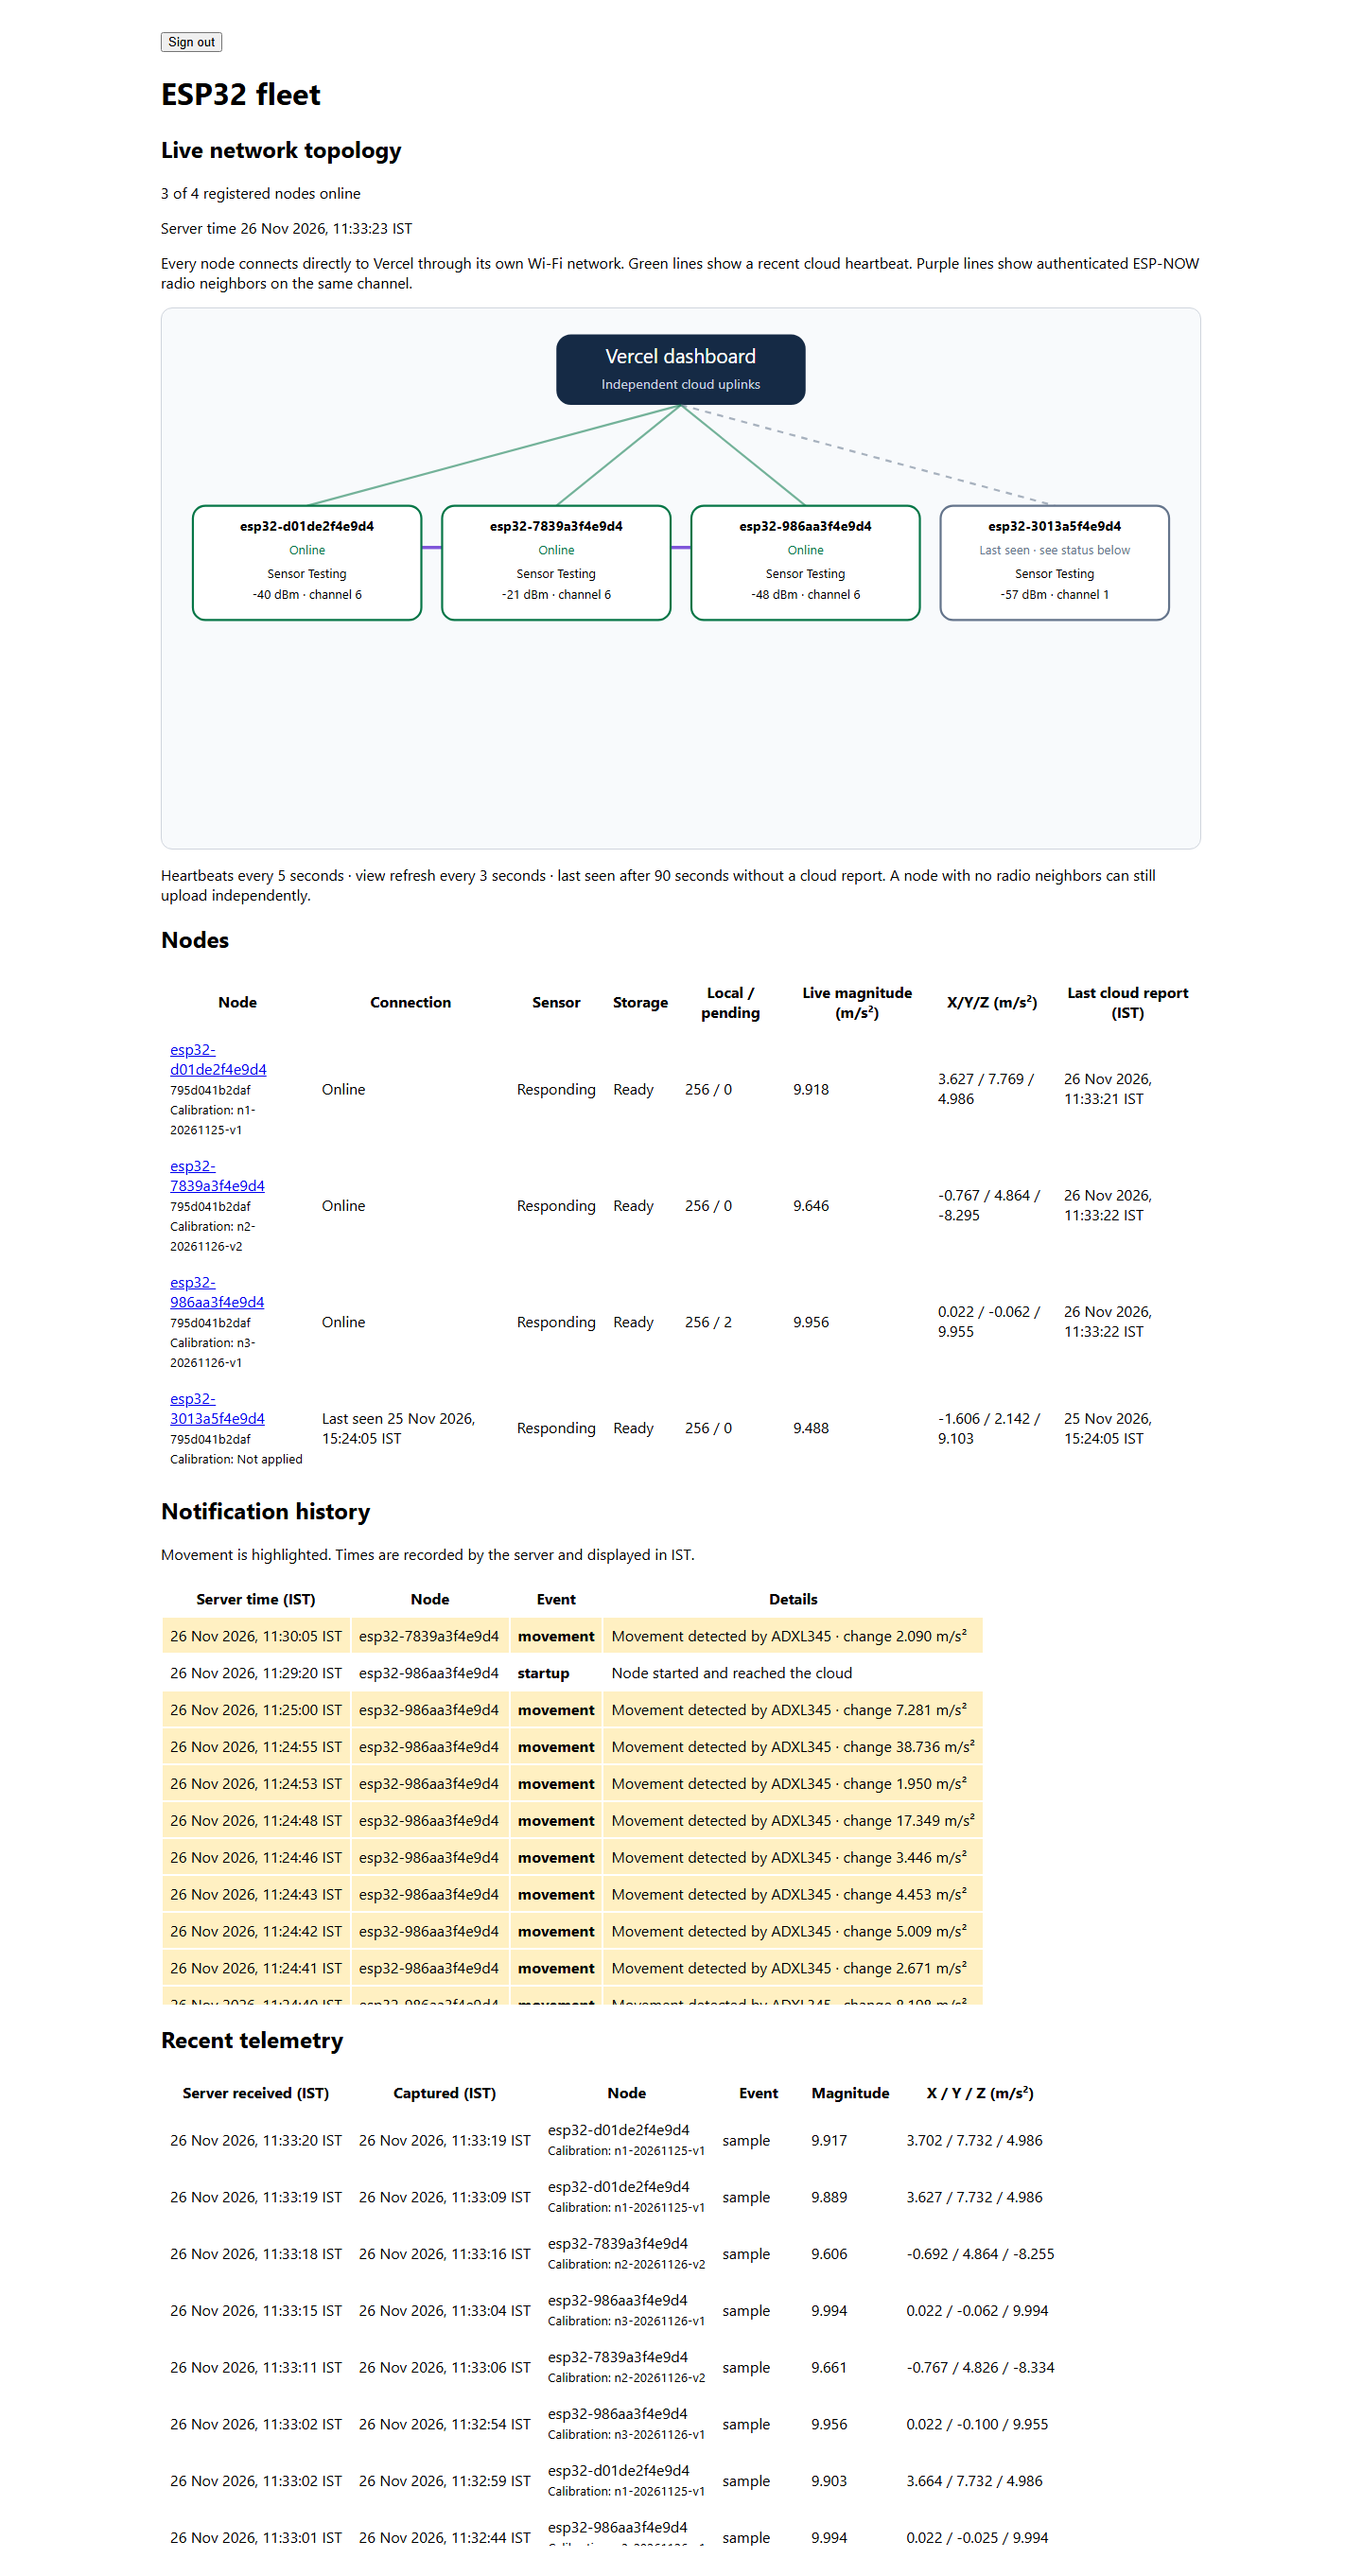 Sign out
ESP32 fleet
Live network topology
3 of 4 registered nodes online
Server time 26 Nov 2026, 11:33:23 IST
Every node connects directly to Vercel through its own Wi-Fi network. Green lines show a recent cloud heartbeat. Purple lines show authenticated ESP-NOW
radio neighbors on the same channel.
Vercel dashboard
Independent cloud uplinks
esp32-d01de2f4e9d4
Online
Sensor Testing
-40 dBm · channel 6
esp32-7839a3f4e9d4
Online
Sensor Testing
-21 dBm · channel 6
esp32-986aa3f4e9d4
Online
Sensor Testing
-48 dBm · channel 6
esp32-3013a5f4e9d4
Last seen · see status below
Sensor Testing
-57 dBm · channel 1
Heartbeats every 5 seconds · view refresh every 3 seconds · last seen after 90 seconds without a cloud report. A node with no radio neighbors can still
upload independently.
Nodes
Node Connection Sensor Storage Local / pending Live magnitude (m/s²) X/Y/Z (m/s²) Last cloud report (IST)
esp32-
d01de2f4e9d4
795d041b2daf
Calibration: n1-
20261125-v1
Online Responding Ready 256 / 0 9.918 3.627 / 7.769 / 4.986 26 Nov 2026, 11:33:21 IST
esp32-
7839a3f4e9d4
795d041b2daf
Calibration: n2-
20261126-v2
Online Responding Ready 256 / 0 9.646 -0.767 / 4.864 / -8.295 26 Nov 2026, 11:33:22 IST
esp32-
986aa3f4e9d4
795d041b2daf
Calibration: n3-
20261126-v1
Online Responding Ready 256 / 2 9.956 0.022 / -0.062 / 9.955 26 Nov 2026, 11:33:22 IST
esp32-
3013a5f4e9d4
795d041b2daf
Calibration: Not applied
Last seen 25 Nov 2026, 15:24:05 IST Responding Ready 256 / 0 9.488 -1.606 / 2.142 / 9.103 25 Nov 2026, 15:24:05 IST
Notification history
Movement is highlighted. Times are recorded by the server and displayed in IST.
Server time (IST) Node Event Details
26 Nov 2026, 11:30:05 IST esp32-7839a3f4e9d4 movement Movement detected by ADXL345 · change 2.090 m/s²
26 Nov 2026, 11:29:20 IST esp32-986aa3f4e9d4 startup Node started and reached the cloud
26 Nov 2026, 11:25:00 IST esp32-986aa3f4e9d4 movement Movement detected by ADXL345 · change 7.281 m/s²
26 Nov 2026, 11:24:55 IST esp32-986aa3f4e9d4 movement Movement detected by ADXL345 · change 38.736 m/s²
26 Nov 2026, 11:24:53 IST esp32-986aa3f4e9d4 movement Movement detected by ADXL345 · change 1.950 m/s²
26 Nov 2026, 11:24:48 IST esp32-986aa3f4e9d4 movement Movement detected by ADXL345 · change 17.349 m/s²
26 Nov 2026, 11:24:46 IST esp32-986aa3f4e9d4 movement Movement detected by ADXL345 · change 3.446 m/s²
26 Nov 2026, 11:24:43 IST esp32-986aa3f4e9d4 movement Movement detected by ADXL345 · change 4.453 m/s²
26 Nov 2026, 11:24:42 IST esp32-986aa3f4e9d4 movement Movement detected by ADXL345 · change 5.009 m/s²
26 Nov 2026, 11:24:41 IST esp32-986aa3f4e9d4 movement Movement detected by ADXL345 · change 2.671 m/s²
Recent telemetry
Server received (IST) Captured (IST) Node Event Magnitude X / Y / Z (m/s²)
26 Nov 2026, 11:33:20 IST 26 Nov 2026, 11:33:19 IST esp32-d01de2f4e9d4 sample 9.917 3.702 / 7.732 / 4.986
Calibration: n1-20261125-v1
26 Nov 2026, 11:33:19 IST 26 Nov 2026, 11:33:09 IST esp32-d01de2f4e9d4 sample 9.889 3.627 / 7.732 / 4.986
Calibration: n1-20261125-v1
26 Nov 2026, 11:33:18 IST 26 Nov 2026, 11:33:16 IST esp32-7839a3f4e9d4 sample 9.606 -0.692 / 4.864 / -8.255
Calibration: n2-20261126-v2
26 Nov 2026, 11:33:15 IST 26 Nov 2026, 11:33:04 IST esp32-986aa3f4e9d4 sample 9.994 0.022 / -0.062 / 9.994
Calibration: n3-20261126-v1
26 Nov 2026, 11:33:11 IST 26 Nov 2026, 11:33:06 IST esp32-7839a3f4e9d4 sample 9.661 -0.767 / 4.826 / -8.334
Calibration: n2-20261126-v2
26 Nov 2026, 11:33:02 IST 26 Nov 2026, 11:32:54 IST esp32-986aa3f4e9d4 sample 9.956 0.022 / -0.100 / 9.955
Calibration: n3-20261126-v1
26 Nov 2026, 11:33:02 IST 26 Nov 2026, 11:32:59 IST esp32-d01de2f4e9d4 sample 9.903 3.664 / 7.732 / 4.986
Calibration: n1-20261125-v1
26 Nov 2026, 11:33:01 IST 26 Nov 2026, 11:32:44 IST esp32-986aa3f4e9d4 sample 9.994 0.022 / -0.025 / 9.994